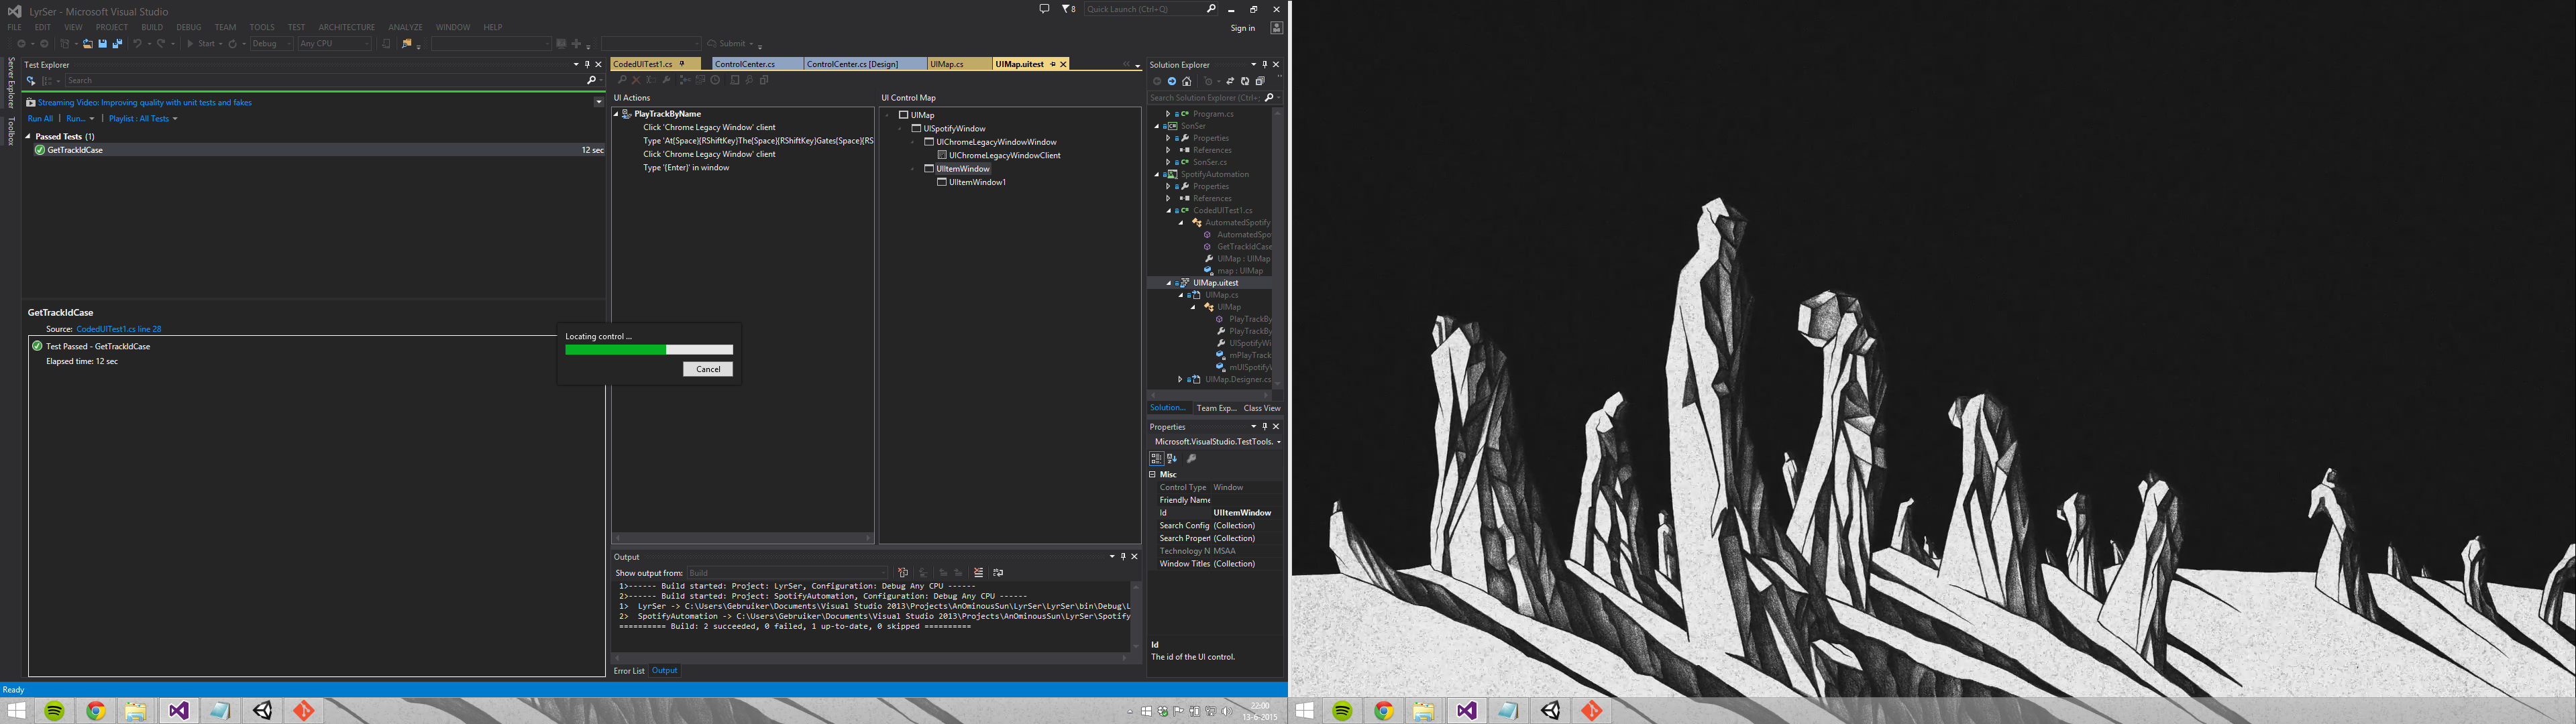 LyrSer - Microsoft Visual Studio
8
Quick Launch (Ctrl+Q)
FILE EDIT VIEW PROJECT BUILD DEBUG TEAM TOOLS TEST ARCHITECTURE ANALYZE WINDOW HELP
Sign in
Start Debug Any CPU Submit
Server Explorer
Toolbox
Test Explorer
Search
Streaming Video: Improving quality with unit tests and fakes
Run All | Run... | Playlist : All Tests
Passed Tests (1)
GetTrackIdCase 12 sec
GetTrackIdCase
Source: CodedUITest1.cs line 28
Test Passed - GetTrackIdCase
Elapsed time: 12 sec
CodedUITest1.cs ControlCenter.cs ControlCenter.cs [Design] UIMap.cs UIMap.uitest
UI Actions
PlayTrackByName
Click 'Chrome Legacy Window' client
Type 'At{Space}{RShiftKey}The{Space}{RShiftKey}Gates{Space}{RS
Click 'Chrome Legacy Window' client
Type '{Enter}' in window
UI Control Map
UIMap
UISpotifyWindow
UIChromeLegacyWindowWindow
UIChromeLegacyWindowClient
UIItemWindow
UIItemWindow1
Locating control ...
Cancel
Output
Show output from: Build
1>------ Build started: Project: LyrSer, Configuration: Debug Any CPU ------
2>------ Build started: Project: SpotifyAutomation, Configuration: Debug Any CPU ------
1>  LyrSer -> C:\Users\Gebruiker\Documents\Visual Studio 2013\Projects\AnOminousSun\LyrSer\LyrSer\bin\Debug\L
2>  SpotifyAutomation -> C:\Users\Gebruiker\Documents\Visual Studio 2013\Projects\AnOminousSun\LyrSer\Spotify
========== Build: 2 succeeded, 0 failed, 1 up-to-date, 0 skipped ==========
Error List Output
Solution Explorer
Search Solution Explorer (Ctrl+;
Program.cs
SonSer
Properties
References
SonSer.cs
SpotifyAutomation
Properties
References
CodedUITest1.cs
AutomatedSpotify
AutomatedSpo
GetTrackIdCase
UIMap : UIMap
map : UIMap
UIMap.uitest
UIMap.cs
UIMap
PlayTrackBy
PlayTrackBy
UISpotifyWi
mPlayTrack
mUISpotify
UIMap.Designer.cs
Solution... Team Exp... Class View
Properties
Microsoft.VisualStudio.TestTools.
Misc
Control Type Window
Friendly Name
Id UIItemWindow
Search Config (Collection)
Search Propert (Collection)
Technology N MSAA
Window Titles (Collection)
Id
The id of the UI control.
Ready
22:00
13-6-2015